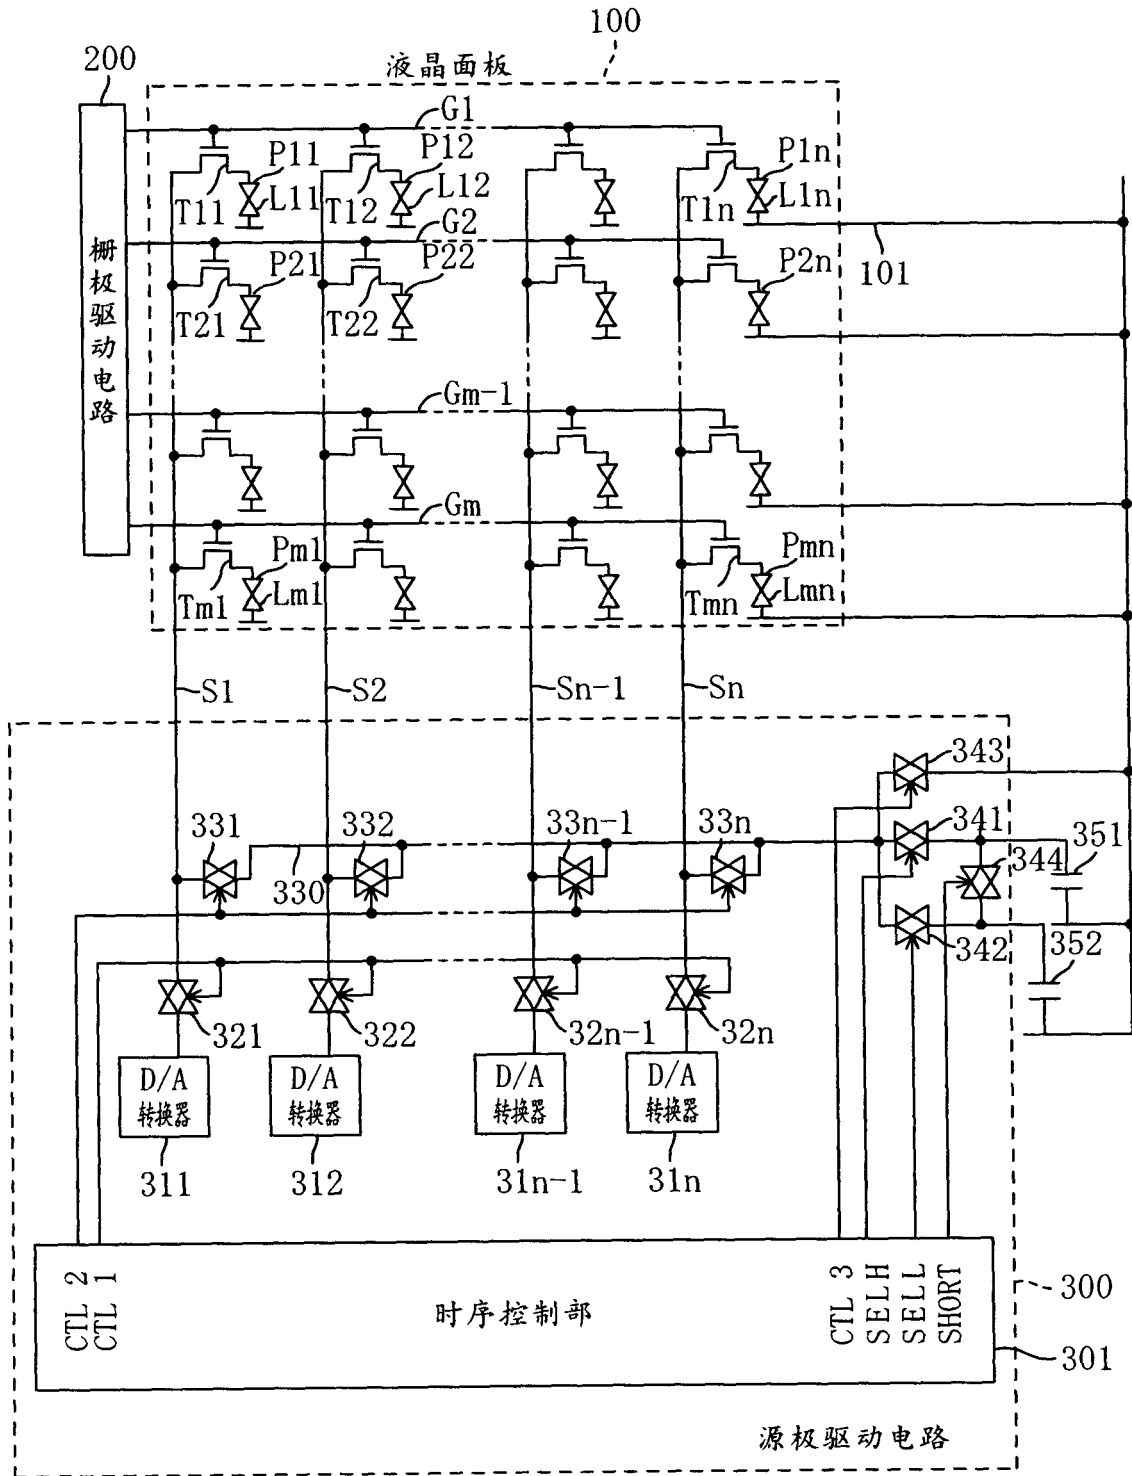 100
200
液晶面板
G1
P11
P12
P1n
L11
L12
L1n
T11
T12
T1n
G2
101
P21
P22
P2n
T21
T22
栅极驱动电路
Gm-1
Gm
Pm1
Pmn
Lm1
Lmn
Tm1
Tmn
S1
S2
Sn-1
Sn
343
331
332
33n-1
33n
341
351
344
330
342
352
321
322
32n-1
32n
D/A
转换器
D/A
转换器
D/A
转换器
D/A
转换器
311
312
31n-1
31n
CTL 2
CTL 1
时序控制部
CTL 3
SELH
SELL
SHORT
300
301
源极驱动电路